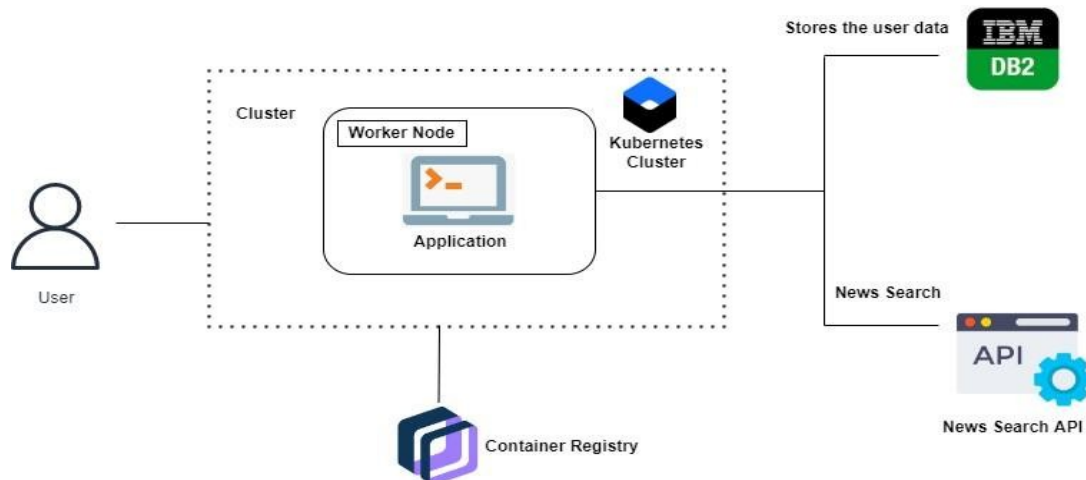 Stores the user data
IBM
DB2
Cluster
Worker Node
Kubernetes
Cluster
>_
Application
User
News Search
API
Container Registry
News Search API